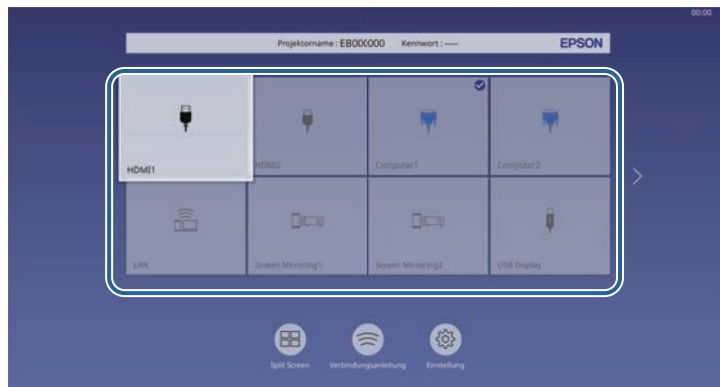 00:00
Projektorname : EB000000 Kennwort : ---- EPSON
HDMI1 HDMI2 Computer1 Computer2
LAN Screen Mirroring1 Screen Mirroring2 USB Display
Split Screen Verbindungsanleitung Einstellung